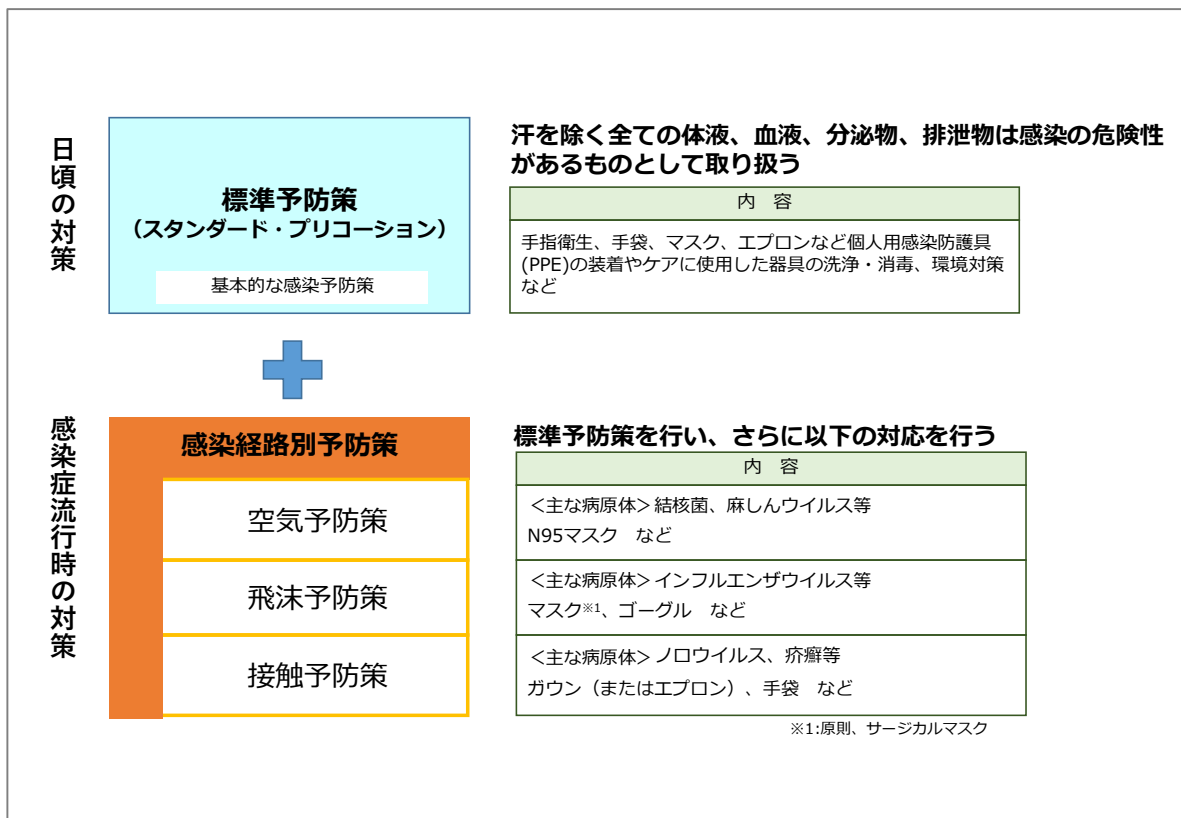 日頃の対策
標準予防策
（スタンダード・プリコーション）
基本的な感染予防策
汗を除く全ての体液、血液、分泌物、排泄物は感染の危険性
があるものとして取り扱う
内　容
手指衛生、手袋、マスク、エプロンなど個人用感染防護具
(PPE)の装着やケアに使用した器具の洗浄・消毒、環境対策
など
感染症流行時の対策
感染経路別予防策
空気予防策
飛沫予防策
接触予防策
標準予防策を行い、さらに以下の対応を行う
内　容
＜主な病原体＞結核菌、麻しんウイルス等
N95マスク　など
＜主な病原体＞インフルエンザウイルス等
マスク※1、ゴーグル　など
＜主な病原体＞ノロウイルス、疥癬等
ガウン（またはエプロン）、手袋　など
※1:原則、サージカルマスク